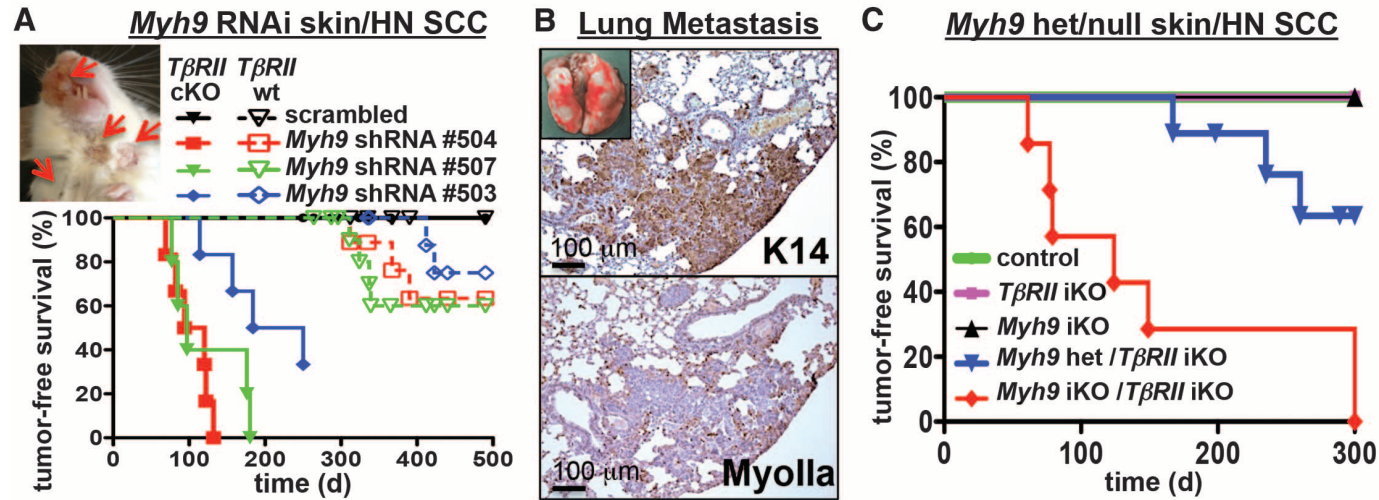 A Myh9 RNAi skin/HN SCC
TβRII TβRII
cKO wt
scrambled
Myh9 shRNA #504
Myh9 shRNA #507
Myh9 shRNA #503
tumor-free survival (%)
100
80
60
40
20
0
0 100 200 300 400 500
time (d)
B Lung Metastasis
100 µm
K14
100 µm
MyoIIa
C Myh9 het/null skin/HN SCC
tumor-free survival (%)
100
80
60
40
20
0
control
TβRII iKO
Myh9 iKO
Myh9 het /TβRII iKO
Myh9 iKO /TβRII iKO
0 100 200 300
time (d)